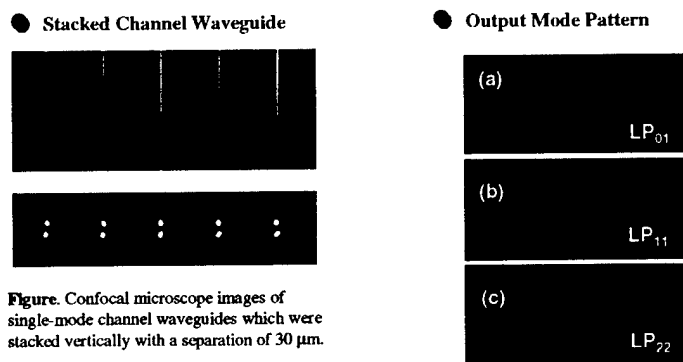 Stacked Channel Waveguide
Figure. Confocal microscope images of
single-mode channel waveguides which were
stacked vertically with a separation of 30 μm.
Output Mode Pattern
(a)
LP01
(b)
LP11
(c)
LP22